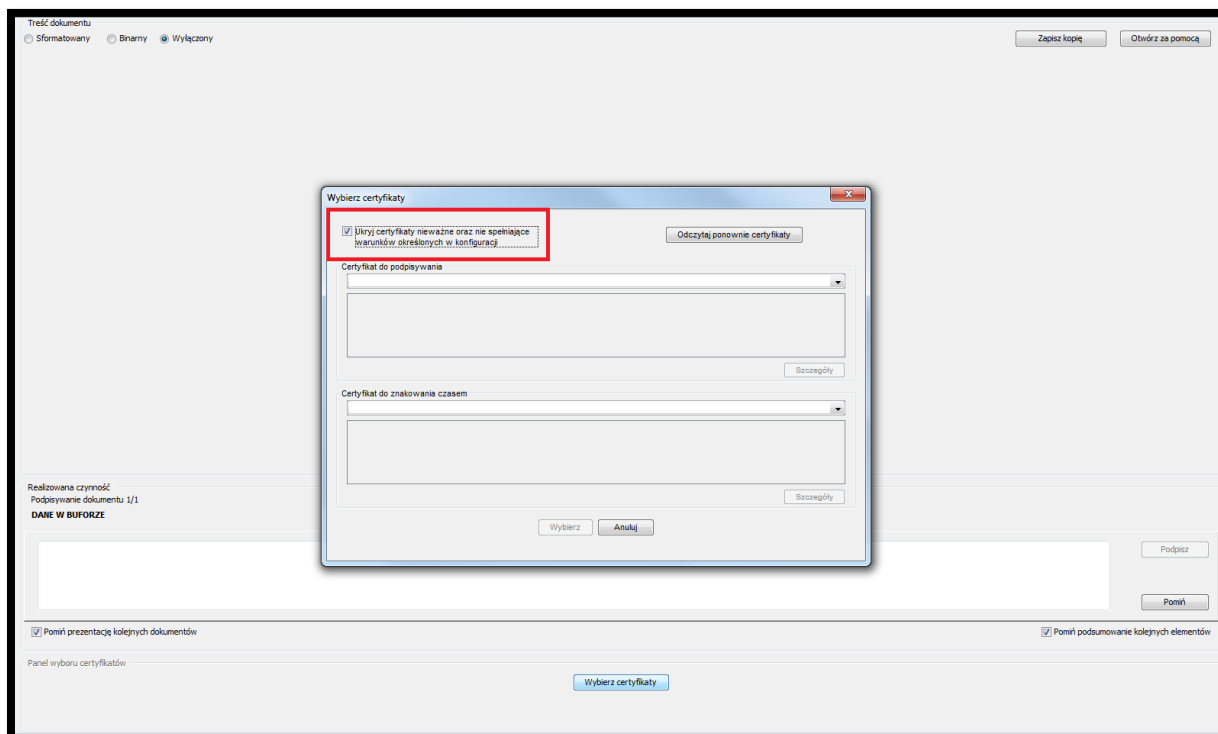 Treść dokumentu
Sformatowany Binarny Wyłączony Zapisz kopię Otwórz za pomocą
Wybierz certyfikaty
Ukryj certyfikaty nieważne oraz nie spełniające
warunków określonych w konfiguracji
Odczytaj ponownie certyfikaty
Certyfikat do podpisywania
Szczegóły
Certyfikat do znakowania czasem
Szczegóły
Wybierz Anuluj
Realizowana czynność
Podpisywanie dokumentu 1/1
DANE W BUFORZE
Podpisz
Pomiń
Pomiń prezentację kolejnych dokumentów Pomiń podsumowanie kolejnych elementów
Panel wyboru certyfikatów
Wybierz certyfikaty